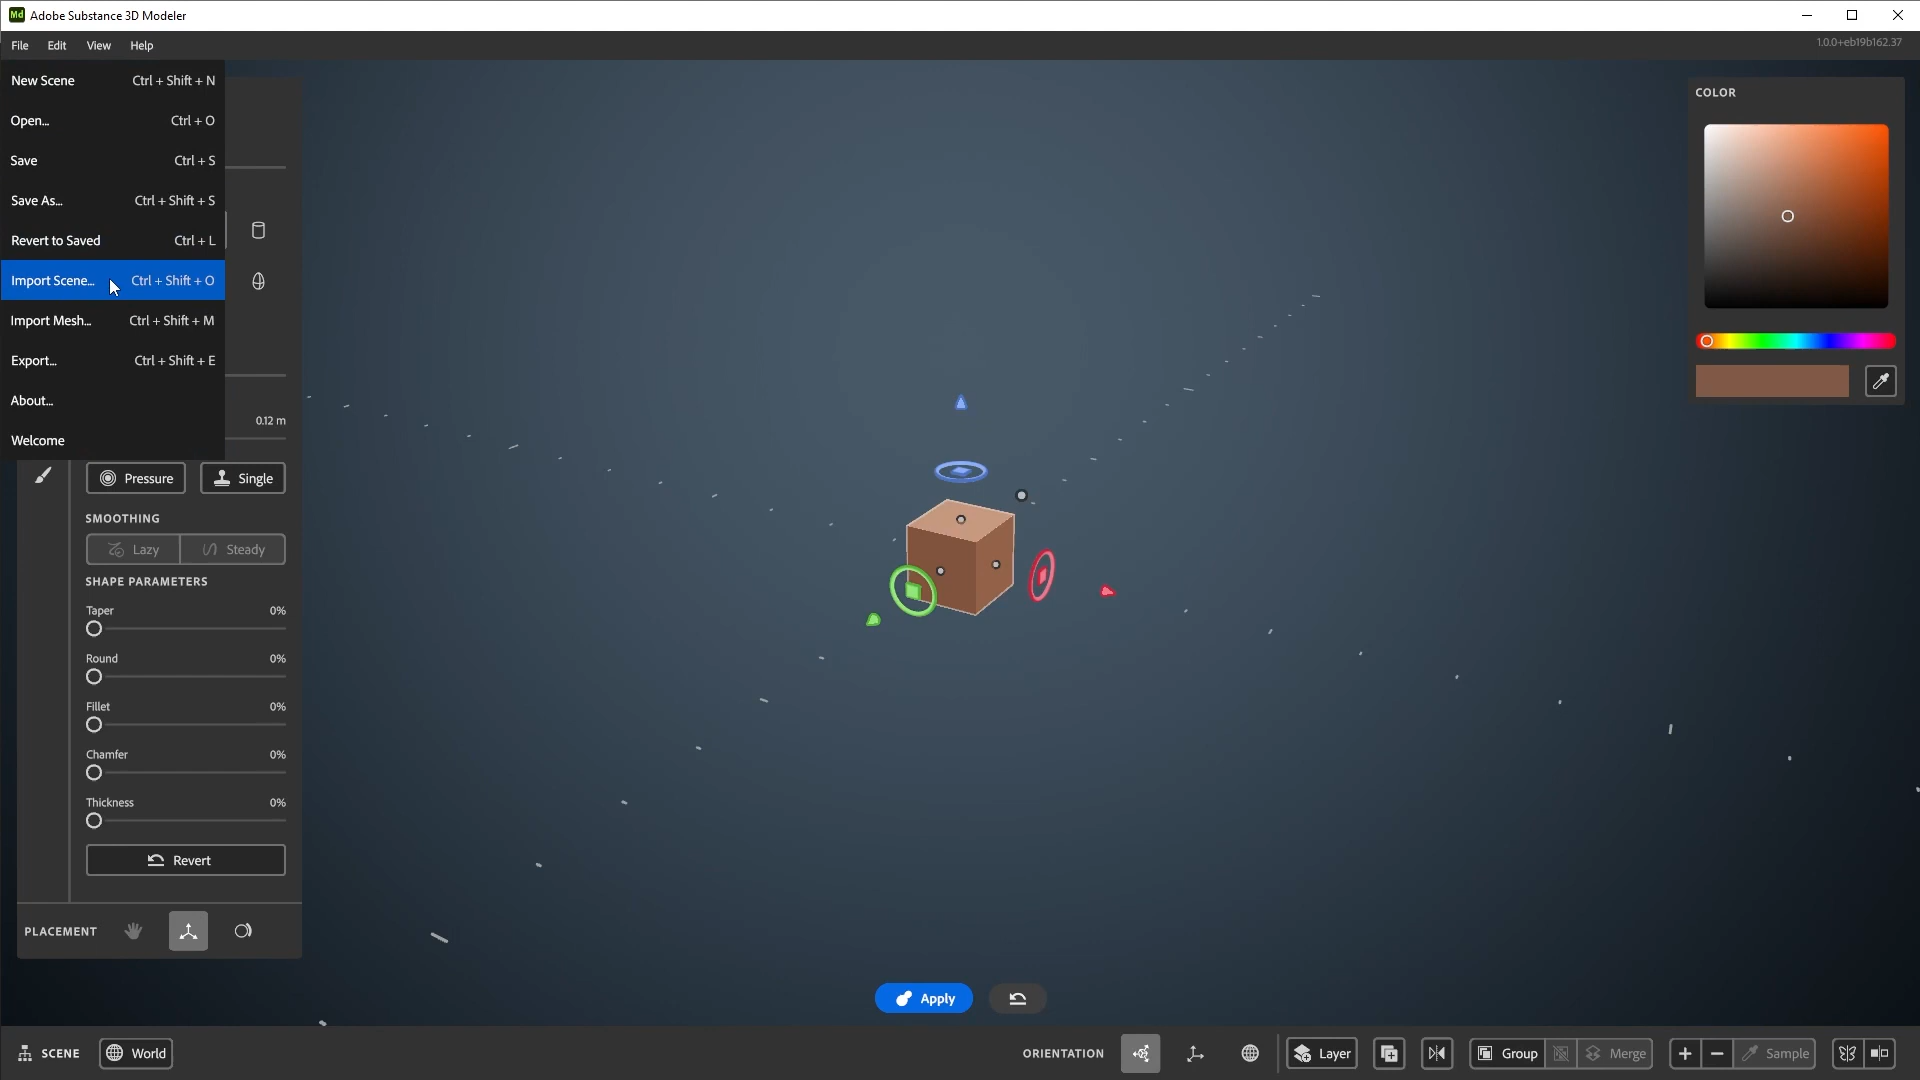 Md Adobe Substance 3D Modeler
File Edit View Help
1.0.0+eb19b162.37
New Scene Ctrl + Shift + N
Open... Ctrl + O
Save Ctrl + S
Save As... Ctrl + Shift + S
Revert to Saved Ctrl + L
Import Scene... Ctrl + Shift + O
Import Mesh... Ctrl + Shift + M
Export... Ctrl + Shift + E
About...
Welcome
COLOR
0.12 m
Pressure Single
SMOOTHING
Lazy Steady
SHAPE PARAMETERS
Taper 0%
Round 0%
Fillet 0%
Chamfer 0%
Thickness 0%
Revert
PLACEMENT
Apply
SCENE World ORIENTATION Layer Group Merge Sample